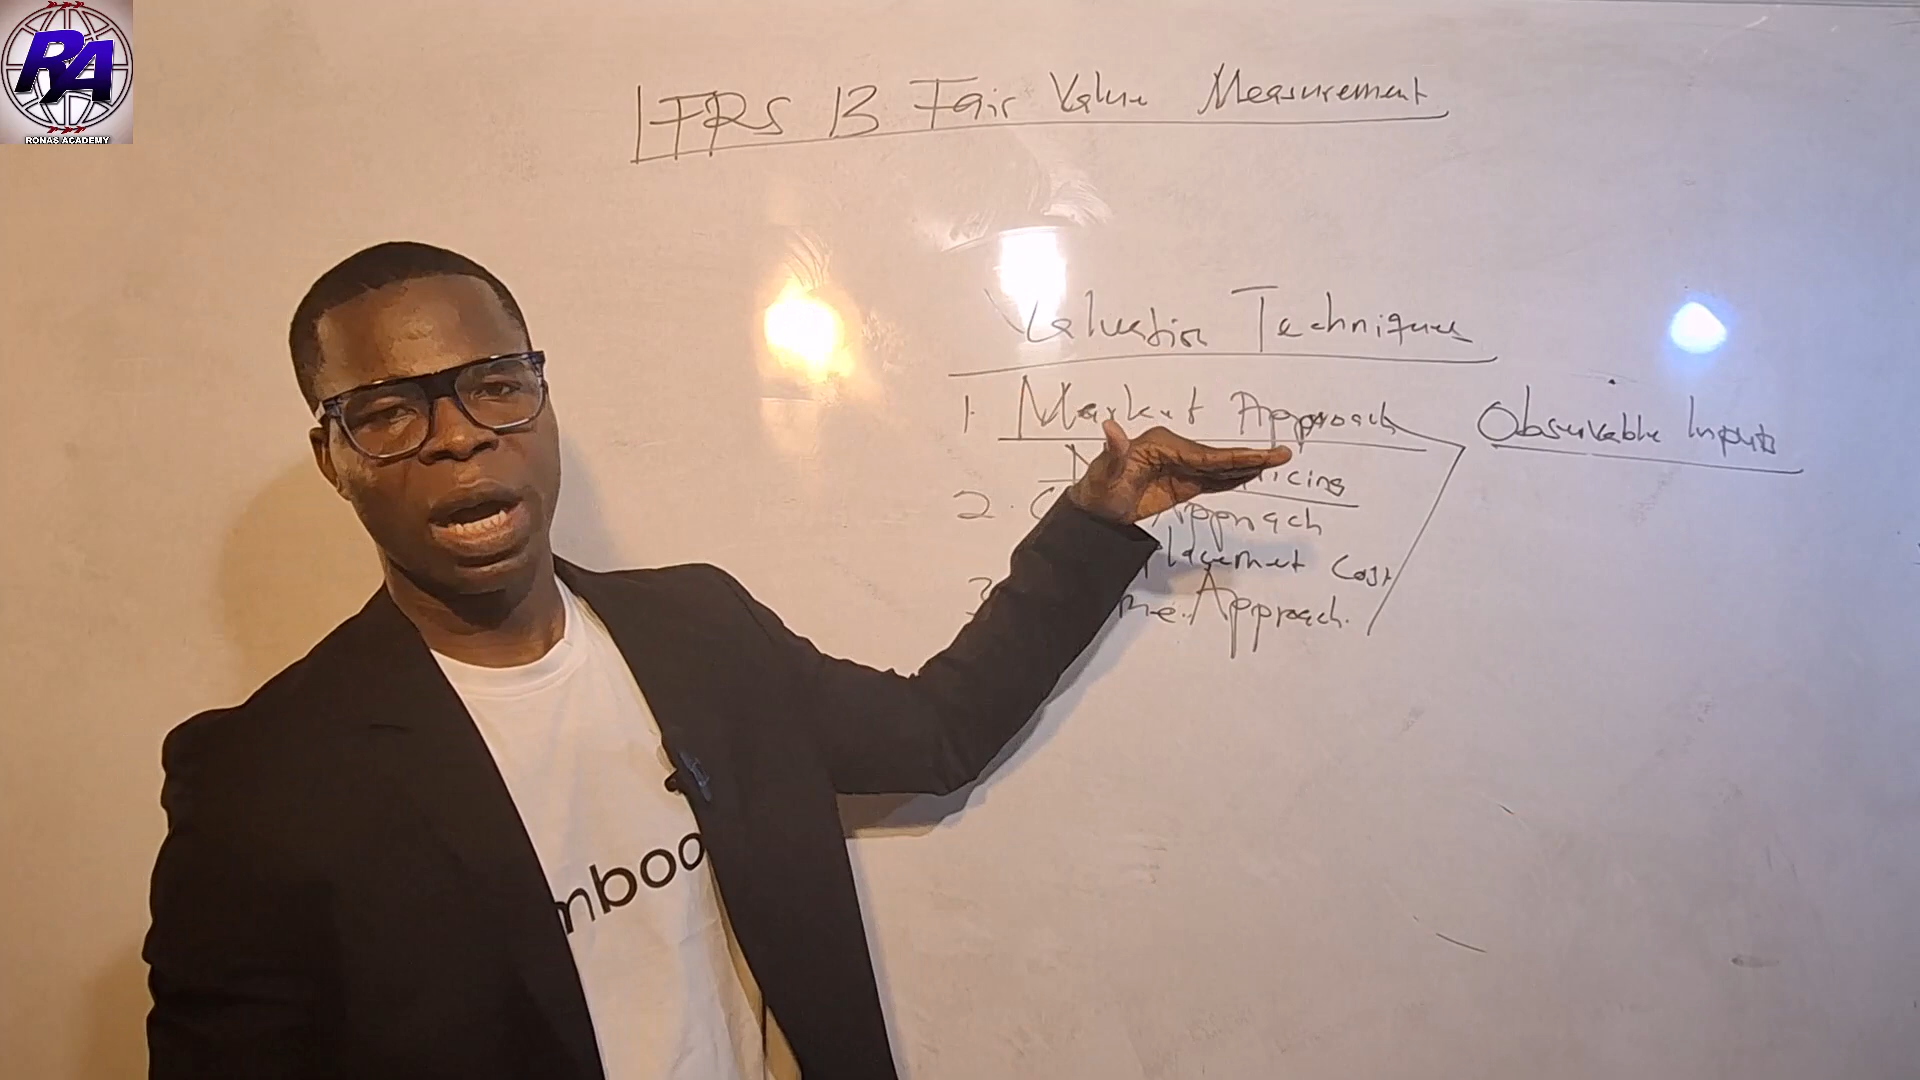 RA
RONAS ACADEMY
IFRS 13 Fair Value Measurement
Valuation Techniques
1. Market Approach
Observable Inputs
2. Approach
Cost
3. Approach.
mboo